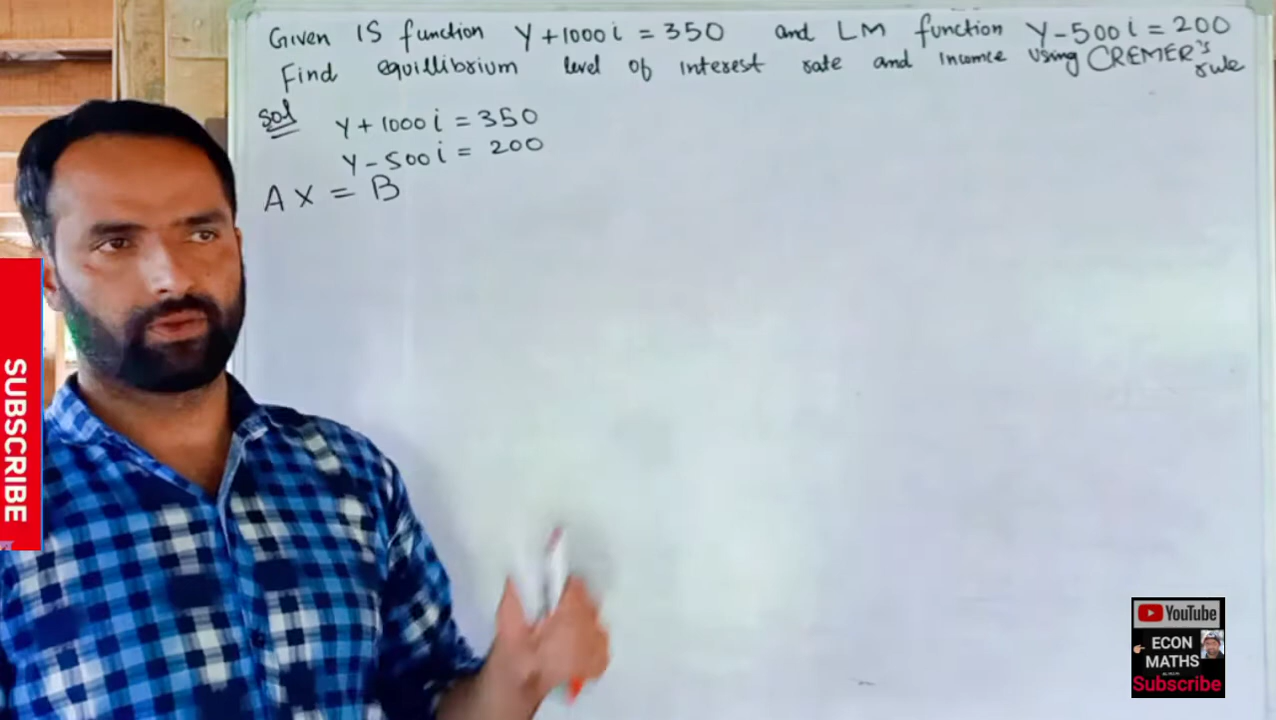 Given IS function Y+1000i = 350 and LM function Y-500i = 200
Find equillibrium level of interest rate and Income using CREMER's rule
Sol
Y+1000i = 350
Y-500i = 200
AX = B
SUBSCRIBE
YouTube
ECON
MATHS
Subscribe